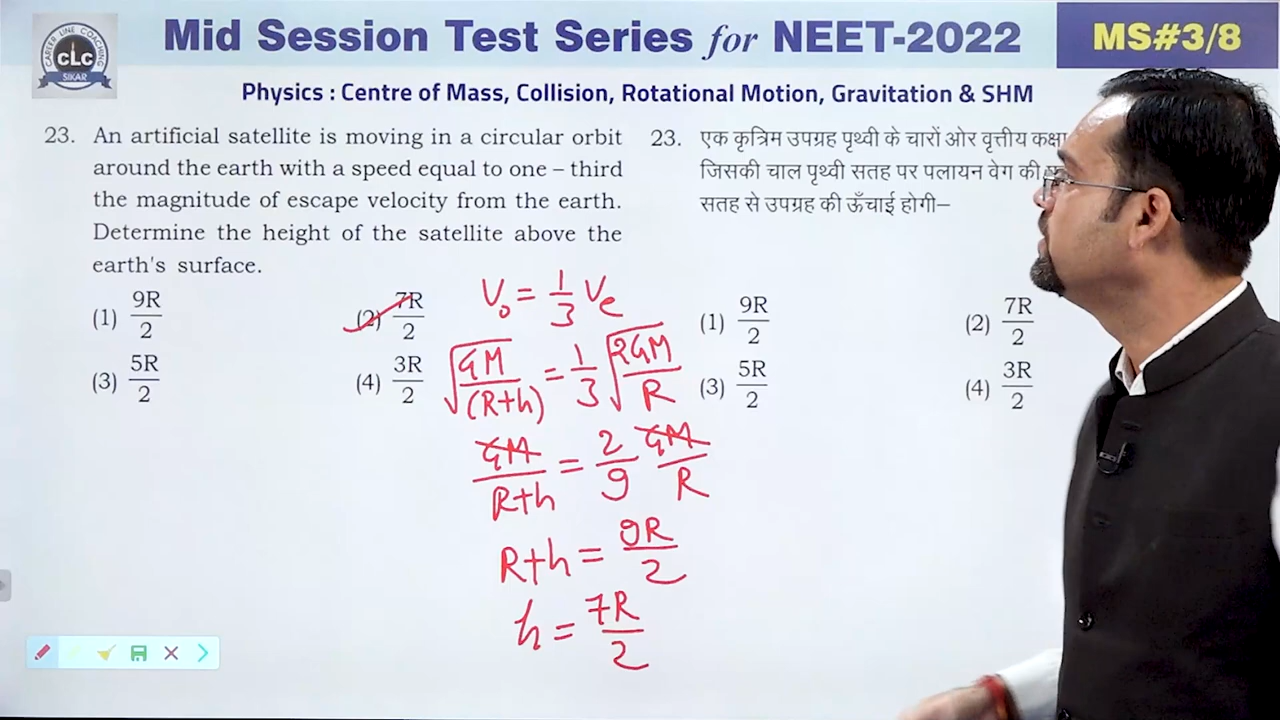 CAREER LINE COACHING
CLC
SIKAR
Mid Session Test Series for NEET-2022
MS#3/8
Physics : Centre of Mass, Collision, Rotational Motion, Gravitation & SHM
23. An artificial satellite is moving in a circular orbit
around the earth with a speed equal to one – third
the magnitude of escape velocity from the earth.
Determine the height of the satellite above the
earth's surface.
(1) 9R/2
(2) 7R/2
(3) 5R/2
(4) 3R/2
V₀ = 1/3 Ve
√(GM/(R+h)) = 1/3 √(2GM/R)
GM/(R+h) = 2/9 GM/R
R+h = 9R/2
h = 7R/2
23. एक कृत्रिम उपग्रह पृथ्वी के चारों ओर वृत्तीय
जिसकी चाल पृथ्वी सतह पर पलायन वेग की
सतह से उपग्रह की ऊँचाई होगी–
(1) 9R/2
(2) 7R/2
(3) 5R/2
(4) 3R/2